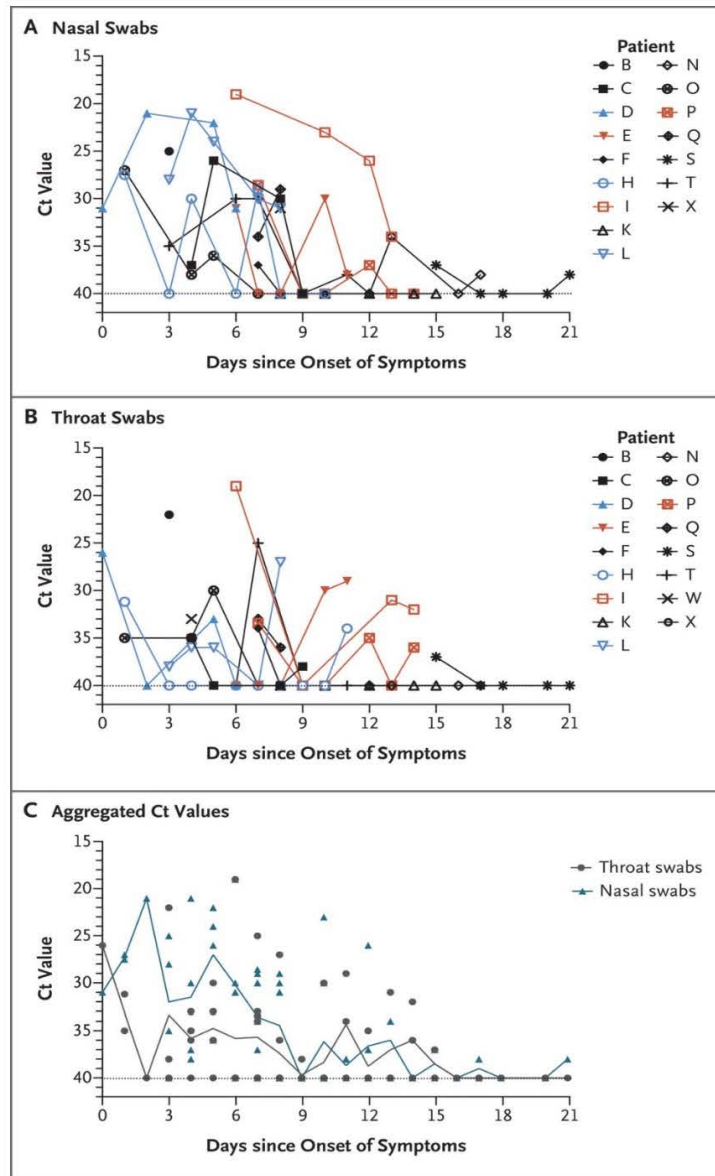 A Nasal Swabs
Patient
B N
C O
D P
E Q
F S
H T
I X
K
L
15
20
25
30
35
40
Ct Value
0 3 6 9 12 15 18 21
Days since Onset of Symptoms
B Throat Swabs
Patient
B N
C O
D P
E Q
F S
H T
I W
K X
L
15
20
25
30
35
40
Ct Value
0 3 6 9 12 15 18 21
Days since Onset of Symptoms
C Aggregated Ct Values
Throat swabs
Nasal swabs
15
20
25
30
35
40
Ct Value
0 3 6 9 12 15 18 21
Days since Onset of Symptoms